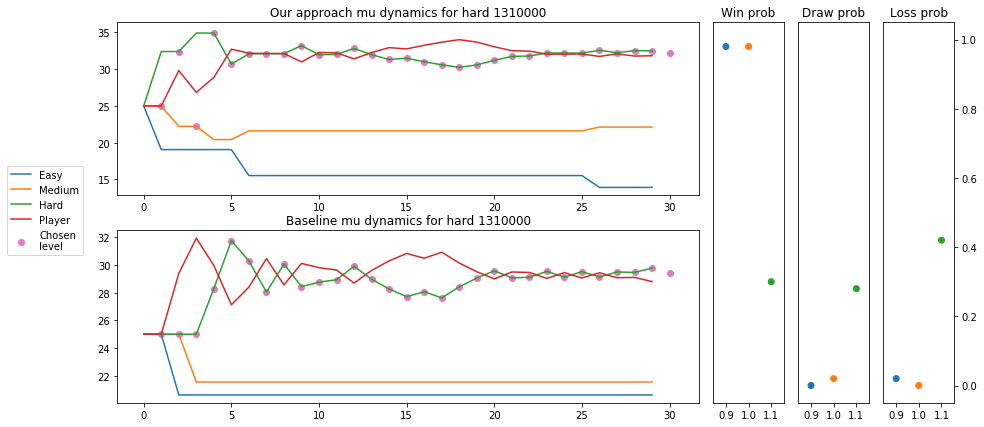 Our approach mu dynamics for hard 1310000
35
30
25
20
15
0 5 10 15 20 25 30
Baseline mu dynamics for hard 1310000
32
30
28
26
24
22
0 5 10 15 20 25 30
Easy
Medium
Hard
Player
Chosen
level
Win prob
0.9 1.0 1.1
Draw prob
0.9 1.0 1.1
Loss prob
0.9 1.0 1.1
1.0
0.8
0.6
0.4
0.2
0.0